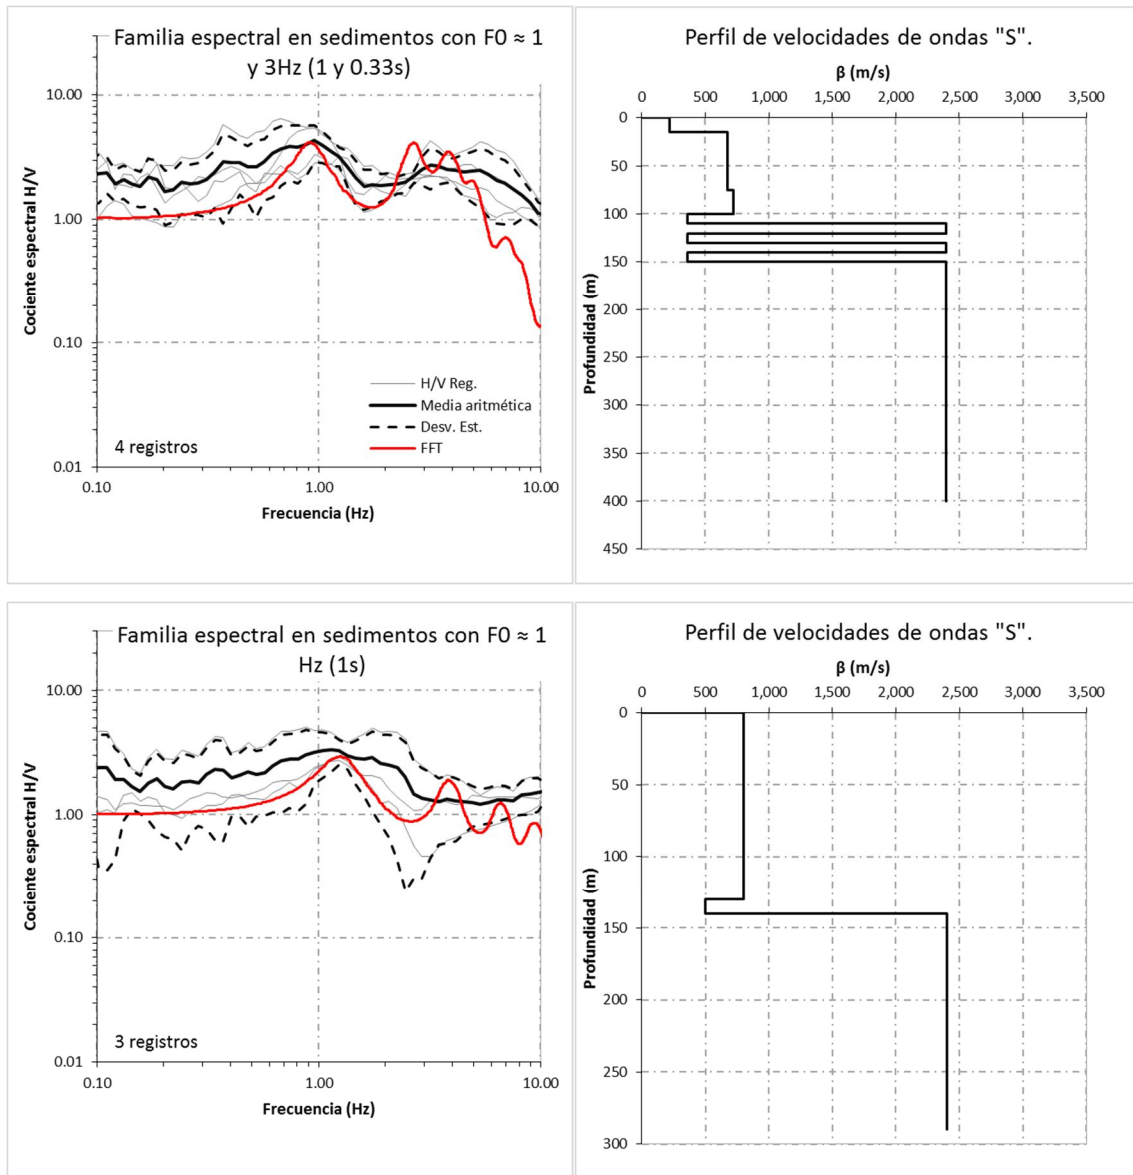 Familia espectral en sedimentos con F0 ≈ 1
y 3Hz (1 y 0.33s)
Cociente espectral H/V
10.00
1.00
0.10
0.01
H/V Reg.
Media aritmética
Desv. Est.
FFT
4 registros
0.10 1.00 10.00
Frecuencia (Hz)
Perfil de velocidades de ondas "S".
β (m/s)
0 500 1,000 1,500 2,000 2,500 3,000 3,500
Profundidad (m)
0
50
100
150
200
250
300
350
400
450
Familia espectral en sedimentos con F0 ≈ 1
Hz (1s)
Cociente espectral H/V
10.00
1.00
0.10
0.01
3 registros
0.10 1.00 10.00
Frecuencia (Hz)
Perfil de velocidades de ondas "S".
β (m/s)
0 500 1,000 1,500 2,000 2,500 3,000 3,500
Profundidad (m)
0
50
100
150
200
250
300